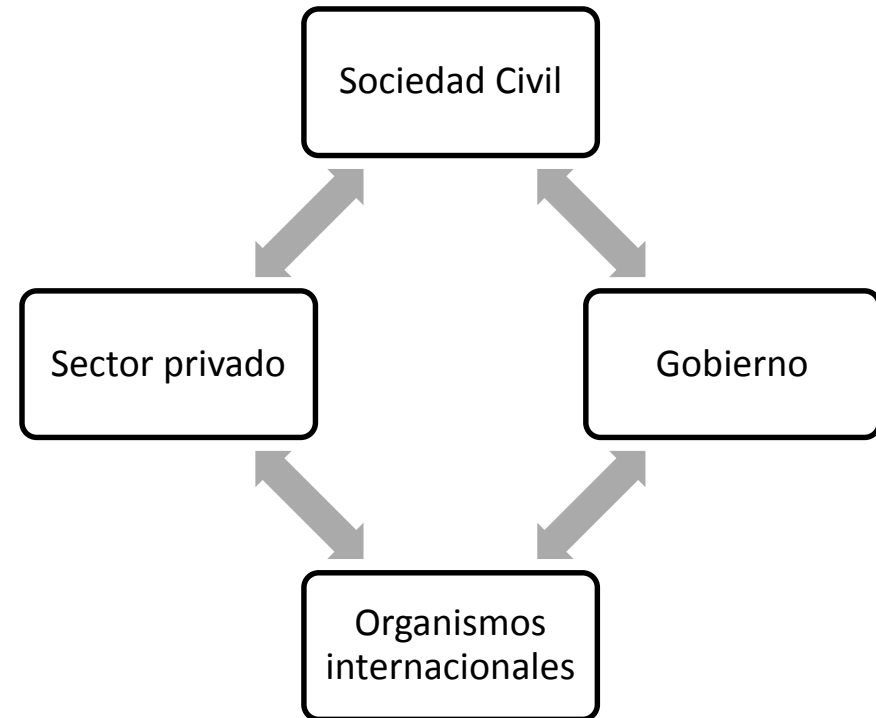 Sociedad Civil
Sector privado
Gobierno
Organismos
internacionales